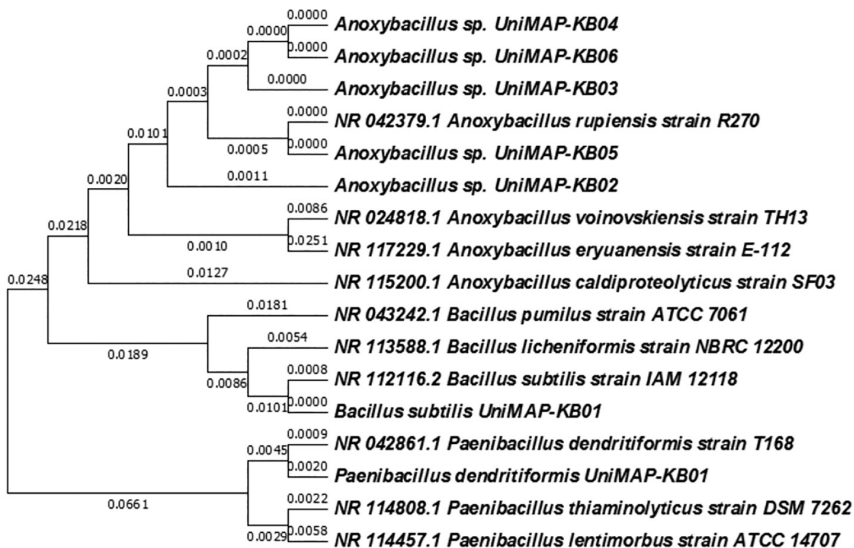 0.0000
Anoxybacillus sp. UniMAP-KB04
0.0000
0.0000
Anoxybacillus sp. UniMAP-KB06
0.0002
0.0000
Anoxybacillus sp. UniMAP-KB03
0.0003
0.0000
NR 042379.1 Anoxybacillus rupiensis strain R270
0.0101
0.0005
0.0000
Anoxybacillus sp. UniMAP-KB05
0.0020
0.0011
Anoxybacillus sp. UniMAP-KB02
0.0086
NR 024818.1 Anoxybacillus voinovskiensis strain TH13
0.0218
0.0010
0.0251
NR 117229.1 Anoxybacillus eryuanensis strain E-112
0.0248
0.0127
NR 115200.1 Anoxybacillus caldiproteolyticus strain SF03
0.0181
NR 043242.1 Bacillus pumilus strain ATCC 7061
0.0189
0.0054
NR 113588.1 Bacillus licheniformis strain NBRC 12200
0.0086
0.0008
NR 112116.2 Bacillus subtilis strain IAM 12118
0.0101
0.0000
Bacillus subtilis UniMAP-KB01
0.0009
NR 042861.1 Paenibacillus dendritiformis strain T168
0.0045
0.0020
Paenibacillus dendritiformis UniMAP-KB01
0.0661
0.0022
NR 114808.1 Paenibacillus thiaminolyticus strain DSM 7262
0.0029
0.0058
NR 114457.1 Paenibacillus lentimorbus strain ATCC 14707